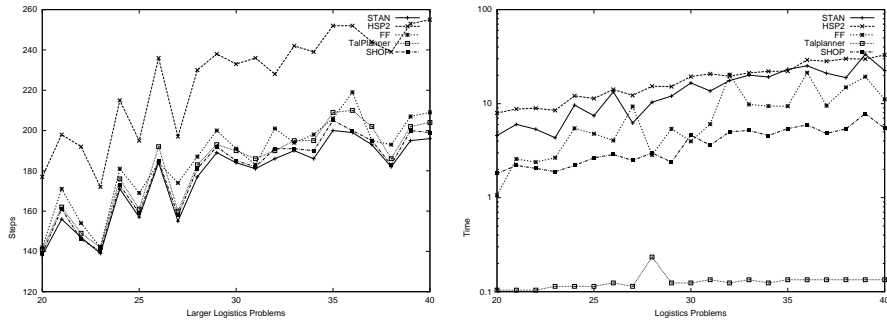 STAN
HSP2
FF
TalPlanner
SHOP
260
240
220
200
180
160
140
120
Steps
20
25
30
35
40
Larger Logistics Problems
STAN
HSP2
FF
Talplanner
SHOP
100
10
1
0.1
Time
20
25
30
35
40
Logistics Problems